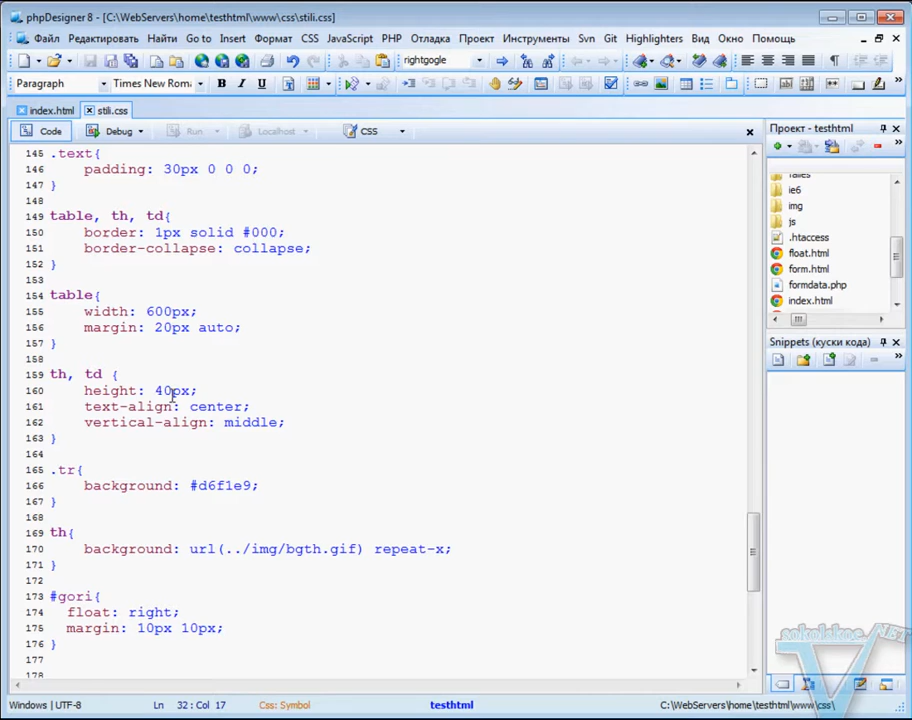 phpDesigner 8 - [C:\WebServers\home\testhtml\www\css\stili.css]
Файл Редактировать Найти Go to Insert Формат CSS JavaScript PHP Отладка Проект Инструменты Svn Git Highlighters Вид Окно Помощь
rightgogle
Paragraph Times New Roma B I U
index.html stili.css
Code Debug Run Localhost CSS
Проект - testhtml
145 .text{
146 padding: 30px 0 0 0;
147 }
148
149 table, th, td{
150 border: 1px solid #000;
151 border-collapse: collapse;
152 }
153
154 table{
155 width: 600px;
156 margin: 20px auto;
157 }
158
159 th, td {
160 height: 40px;
161 text-align: center;
162 vertical-align: middle;
163 }
164
165 .tr{
166 background: #d6f1e9;
167 }
168
169 th{
170 background: url(../img/bgth.gif) repeat-x;
171 }
172
173 #gori{
174 float: right;
175 margin: 10px 10px;
176 }
177
178
ie6
img
js
.htaccess
float.html
form.html
formdata.php
index.html
Snippets (куски кода)
sokolskoe.NET
Windows | UTF-8 Ln 32 : Col 17 Css: Symbol testhtml C:\WebServers\home\testhtml\www\css\